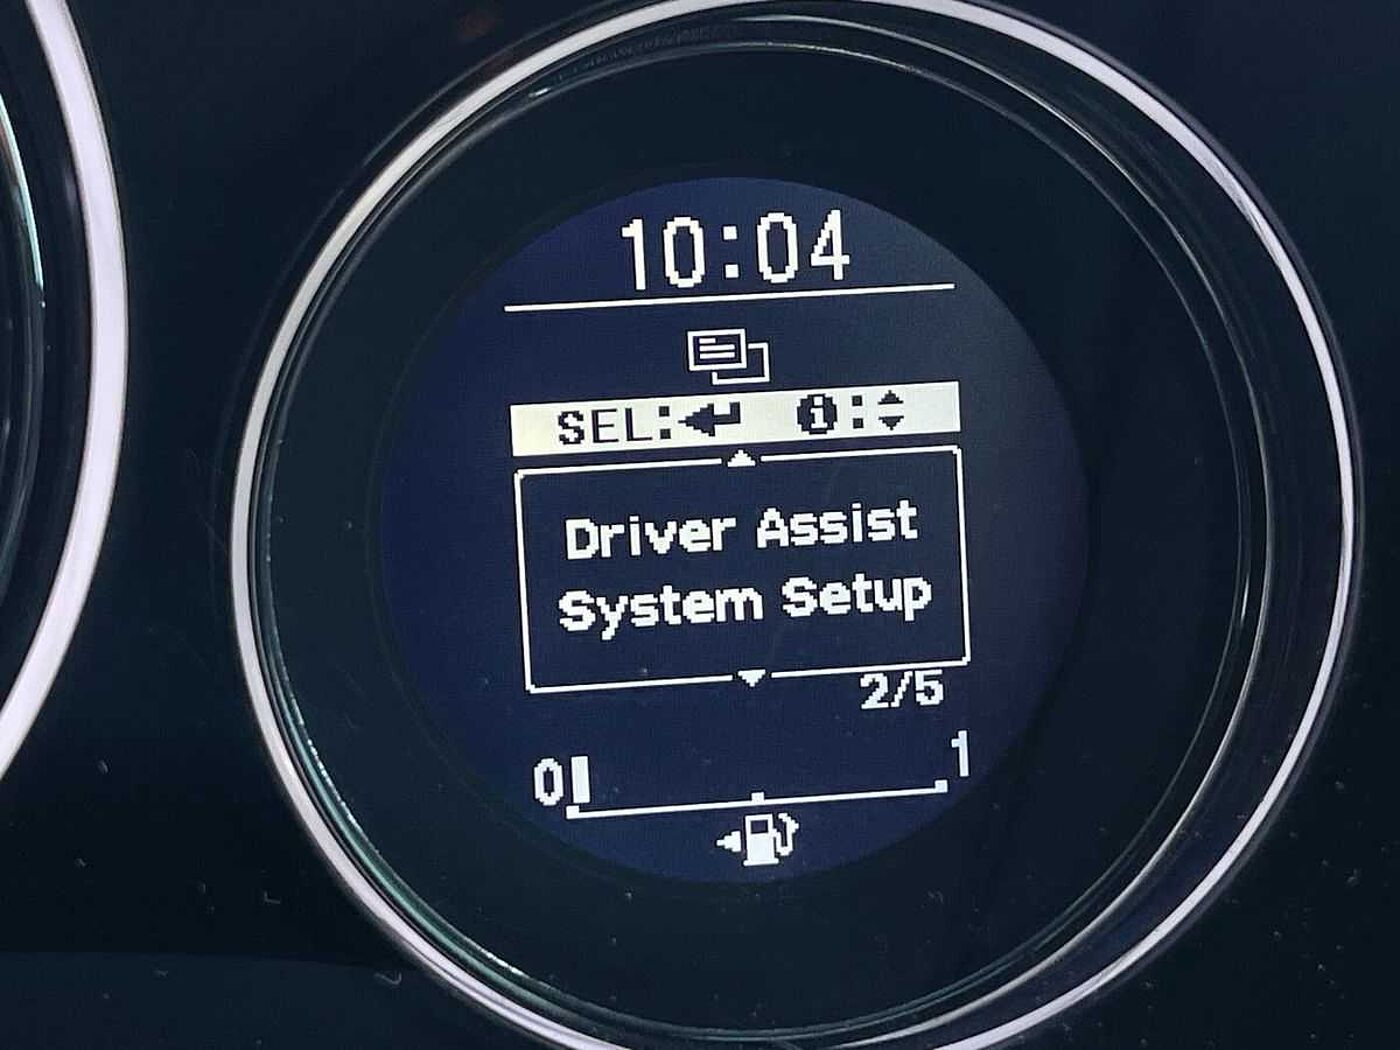 10:04
SEL: i:
Driver Assist
System Setup
2/5
0 1